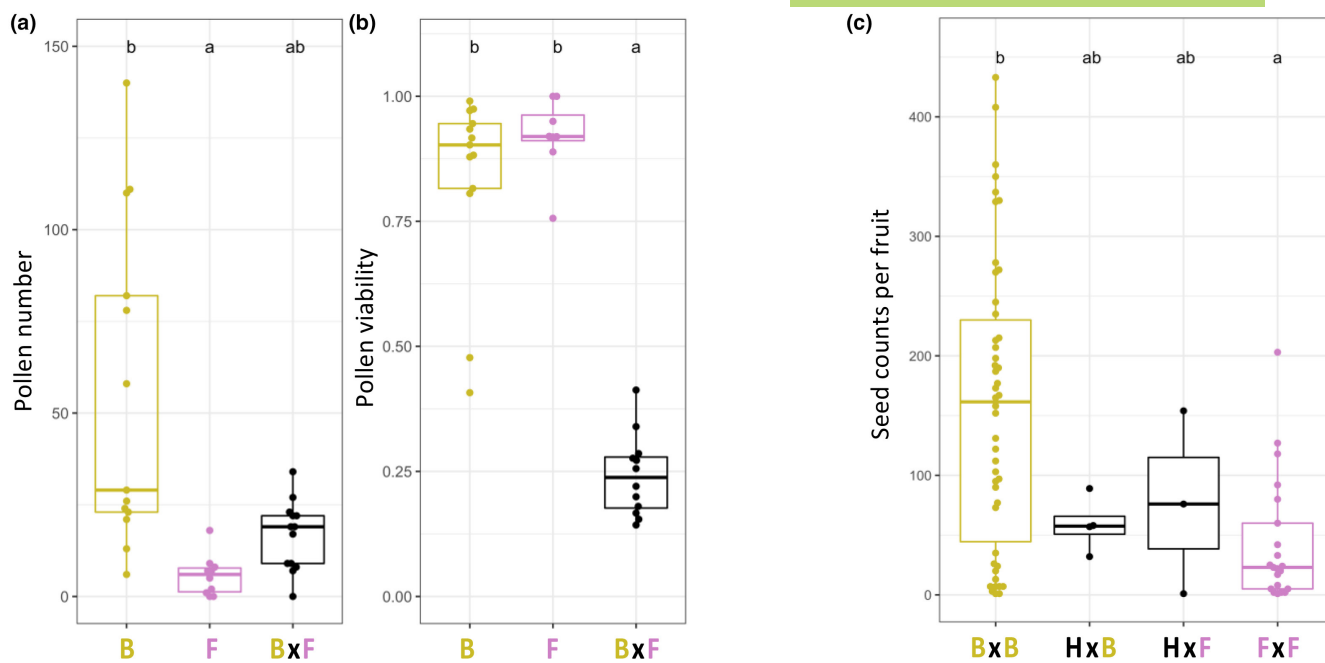 (a)
Pollen number
150
100
50
0
b a ab
B F BxF
(b)
Pollen viability
1.00
0.75
0.50
0.25
0.00
b b a
B F BxF
(c)
Seed counts per fruit
400
300
200
100
0
b ab ab a
BxB HxB HxF FxF